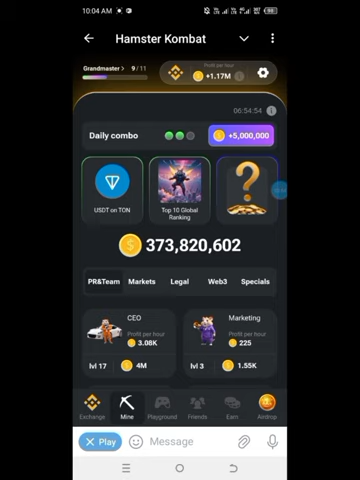 10:04 AM
Hamster Kombat
Grandmaster > 9 / 11
Profit per hour
+1.17M
06:54:54
Daily combo
+5,000,000
USDT on TON
Top 10 Global
Ranking
373,820,602
PR&Team Markets Legal Web3 Specials
CEO
Profit per hour
3.08K
lvl 17 4M
Marketing
Profit per hour
225
lvl 3 1.55K
Exchange Mine Playground Friends Earn Airdrop
Play Message